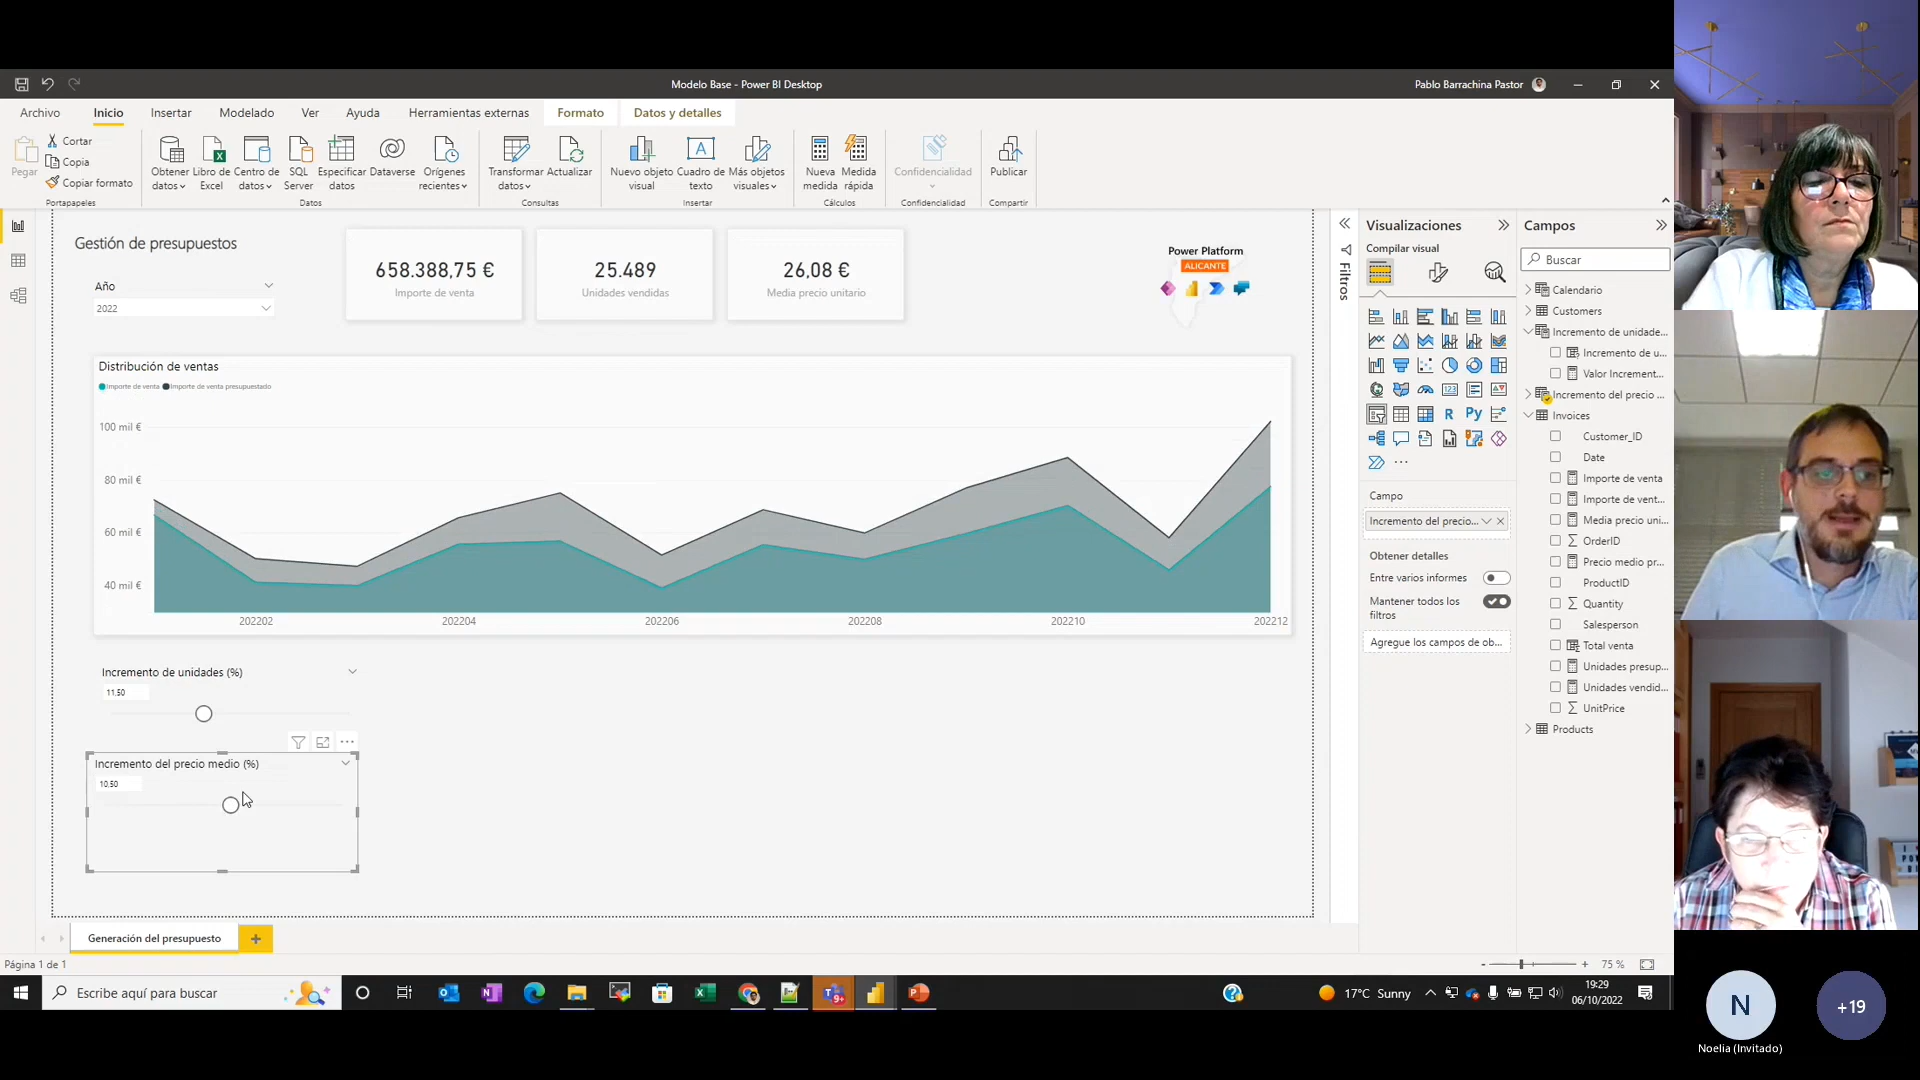 Modelo Base - Power BI Desktop
Pablo Barrachina Pastor
Archivo Inicio Insertar Modelado Ver Ayuda Herramientas externas Formato Datos y detalles
Pegar
Cortar
Copia
Copiar formato
Portapapeles
Obtener datos
Libro de Excel
Centro de datos
SQL Server
Especificar datos
Dataverse
Orígenes recientes
Datos
Transformar datos
Actualizar
Consultas
Nuevo objeto visual
Cuadro de texto
Más objetos visuales
Insertar
Nueva medida
Medida rápida
Cálculos
Confidencialidad
Confidencialidad
Publicar
Compartir
Gestión de presupuestos
Año
2022
658.388,75 €
Importe de venta
25.489
Unidades vendidas
26,08 €
Media precio unitario
Power Platform
ALICANTE
Distribución de ventas
Importe de venta Importe de venta presupuestado
100 mil €
80 mil €
60 mil €
40 mil €
202202 202204 202206 202208 202210 202212
Incremento de unidades (%)
11,50
Incremento del precio medio (%)
10,50
Filtros
Visualizaciones
Compilar visual
R Py
123
Campo
Incremento del precio...
Obtener detalles
Entre varios informes
Mantener todos los filtros
Agregue los campos de ob...
Campos
Buscar
Calendario
Customers
Incremento de unidade...
Incremento de u...
Valor Increment...
Incremento del precio ...
Invoices
Customer_ID
Date
Importe de venta
Importe de vent...
Media precio uni...
OrderID
Precio medio pr...
ProductID
Quantity
Salesperson
Total venta
Unidades presup...
Unidades vendid...
UnitPrice
Products
Generación del presupuesto
Página 1 de 1
75 %
Escribe aquí para buscar
17°C Sunny
19:29
06/10/2022
N
Noelia (Invitado)
+19